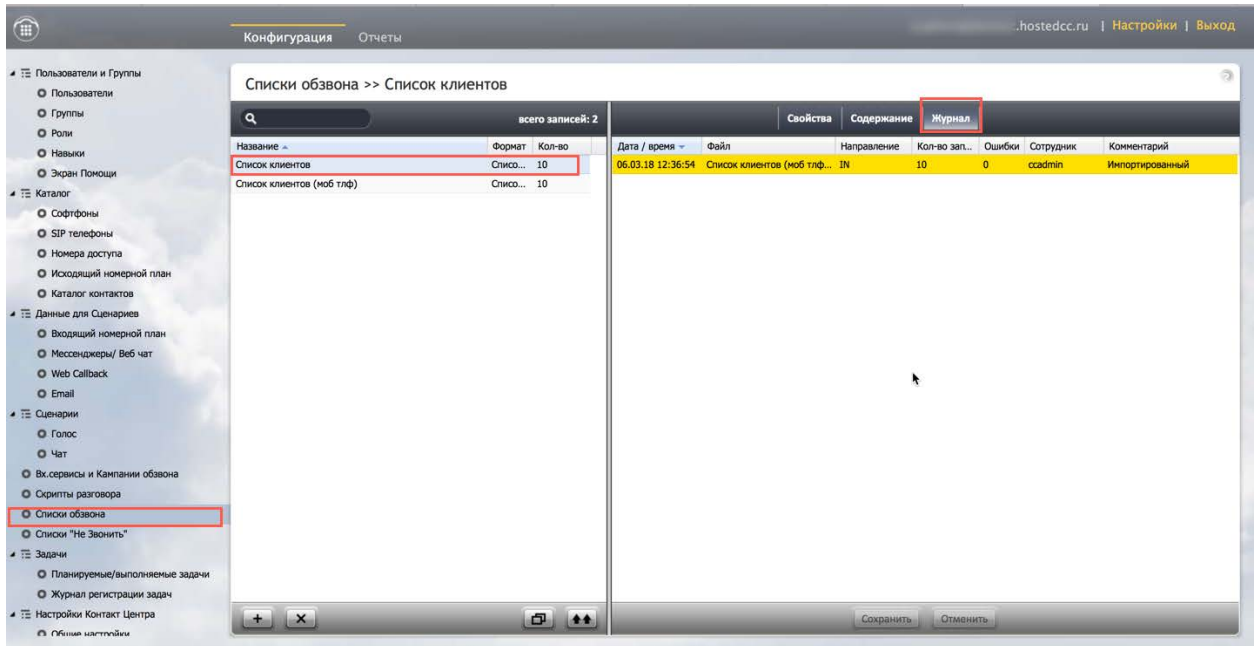 Конфигурация Отчеты .hostedcc.ru | Настройки | Выход
Пользователи и Группы
Пользователи
Группы
Роли
Навыки
Экран Помощи
Каталог
Софтфоны
SIP телефоны
Номера доступа
Исходящий номерной план
Каталог контактов
Данные для Сценариев
Входящий номерной план
Мессенджеры/ Веб чат
Web Callback
Email
Сценарии
Голос
Чат
Вх.сервисы и Кампании обзвона
Скрипты разговора
Списки обзвона
Списки "Не Звонить"
Задачи
Планируемые/выполняемые задачи
Журнал регистрации задач
Настройки Контакт Центра
Общие настройки
Списки обзвона >> Список клиентов
всего записей: 2
Название Формат Кол-во
Список клиентов Списо... 10
Список клиентов (моб тлф) Списо... 10
Свойства Содержание Журнал
Дата / время Файл Направление Кол-во зап... Ошибки Сотрудник Комментарий
06.03.18 12:36:54 Список клиентов (моб тлф... IN 10 0 ccadmin Импортированный
Сохранить Отменить